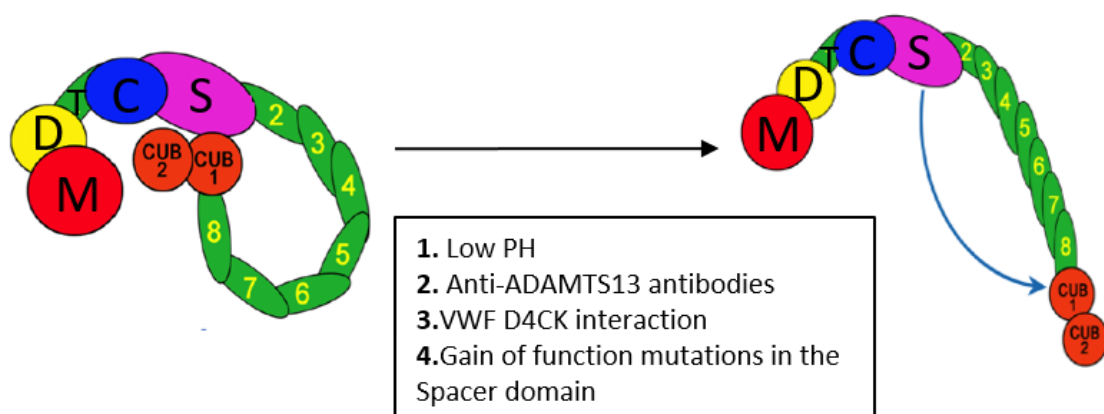 M
D
T
C
S
2
3
4
5
6
7
8
CUB
1
CUB
2
M
D
T
C
S
2
3
4
5
6
7
8
CUB
1
CUB
2
1. Low PH
2. Anti-ADAMTS13 antibodies
3.VWF D4CK interaction
4.Gain of function mutations in the
Spacer domain